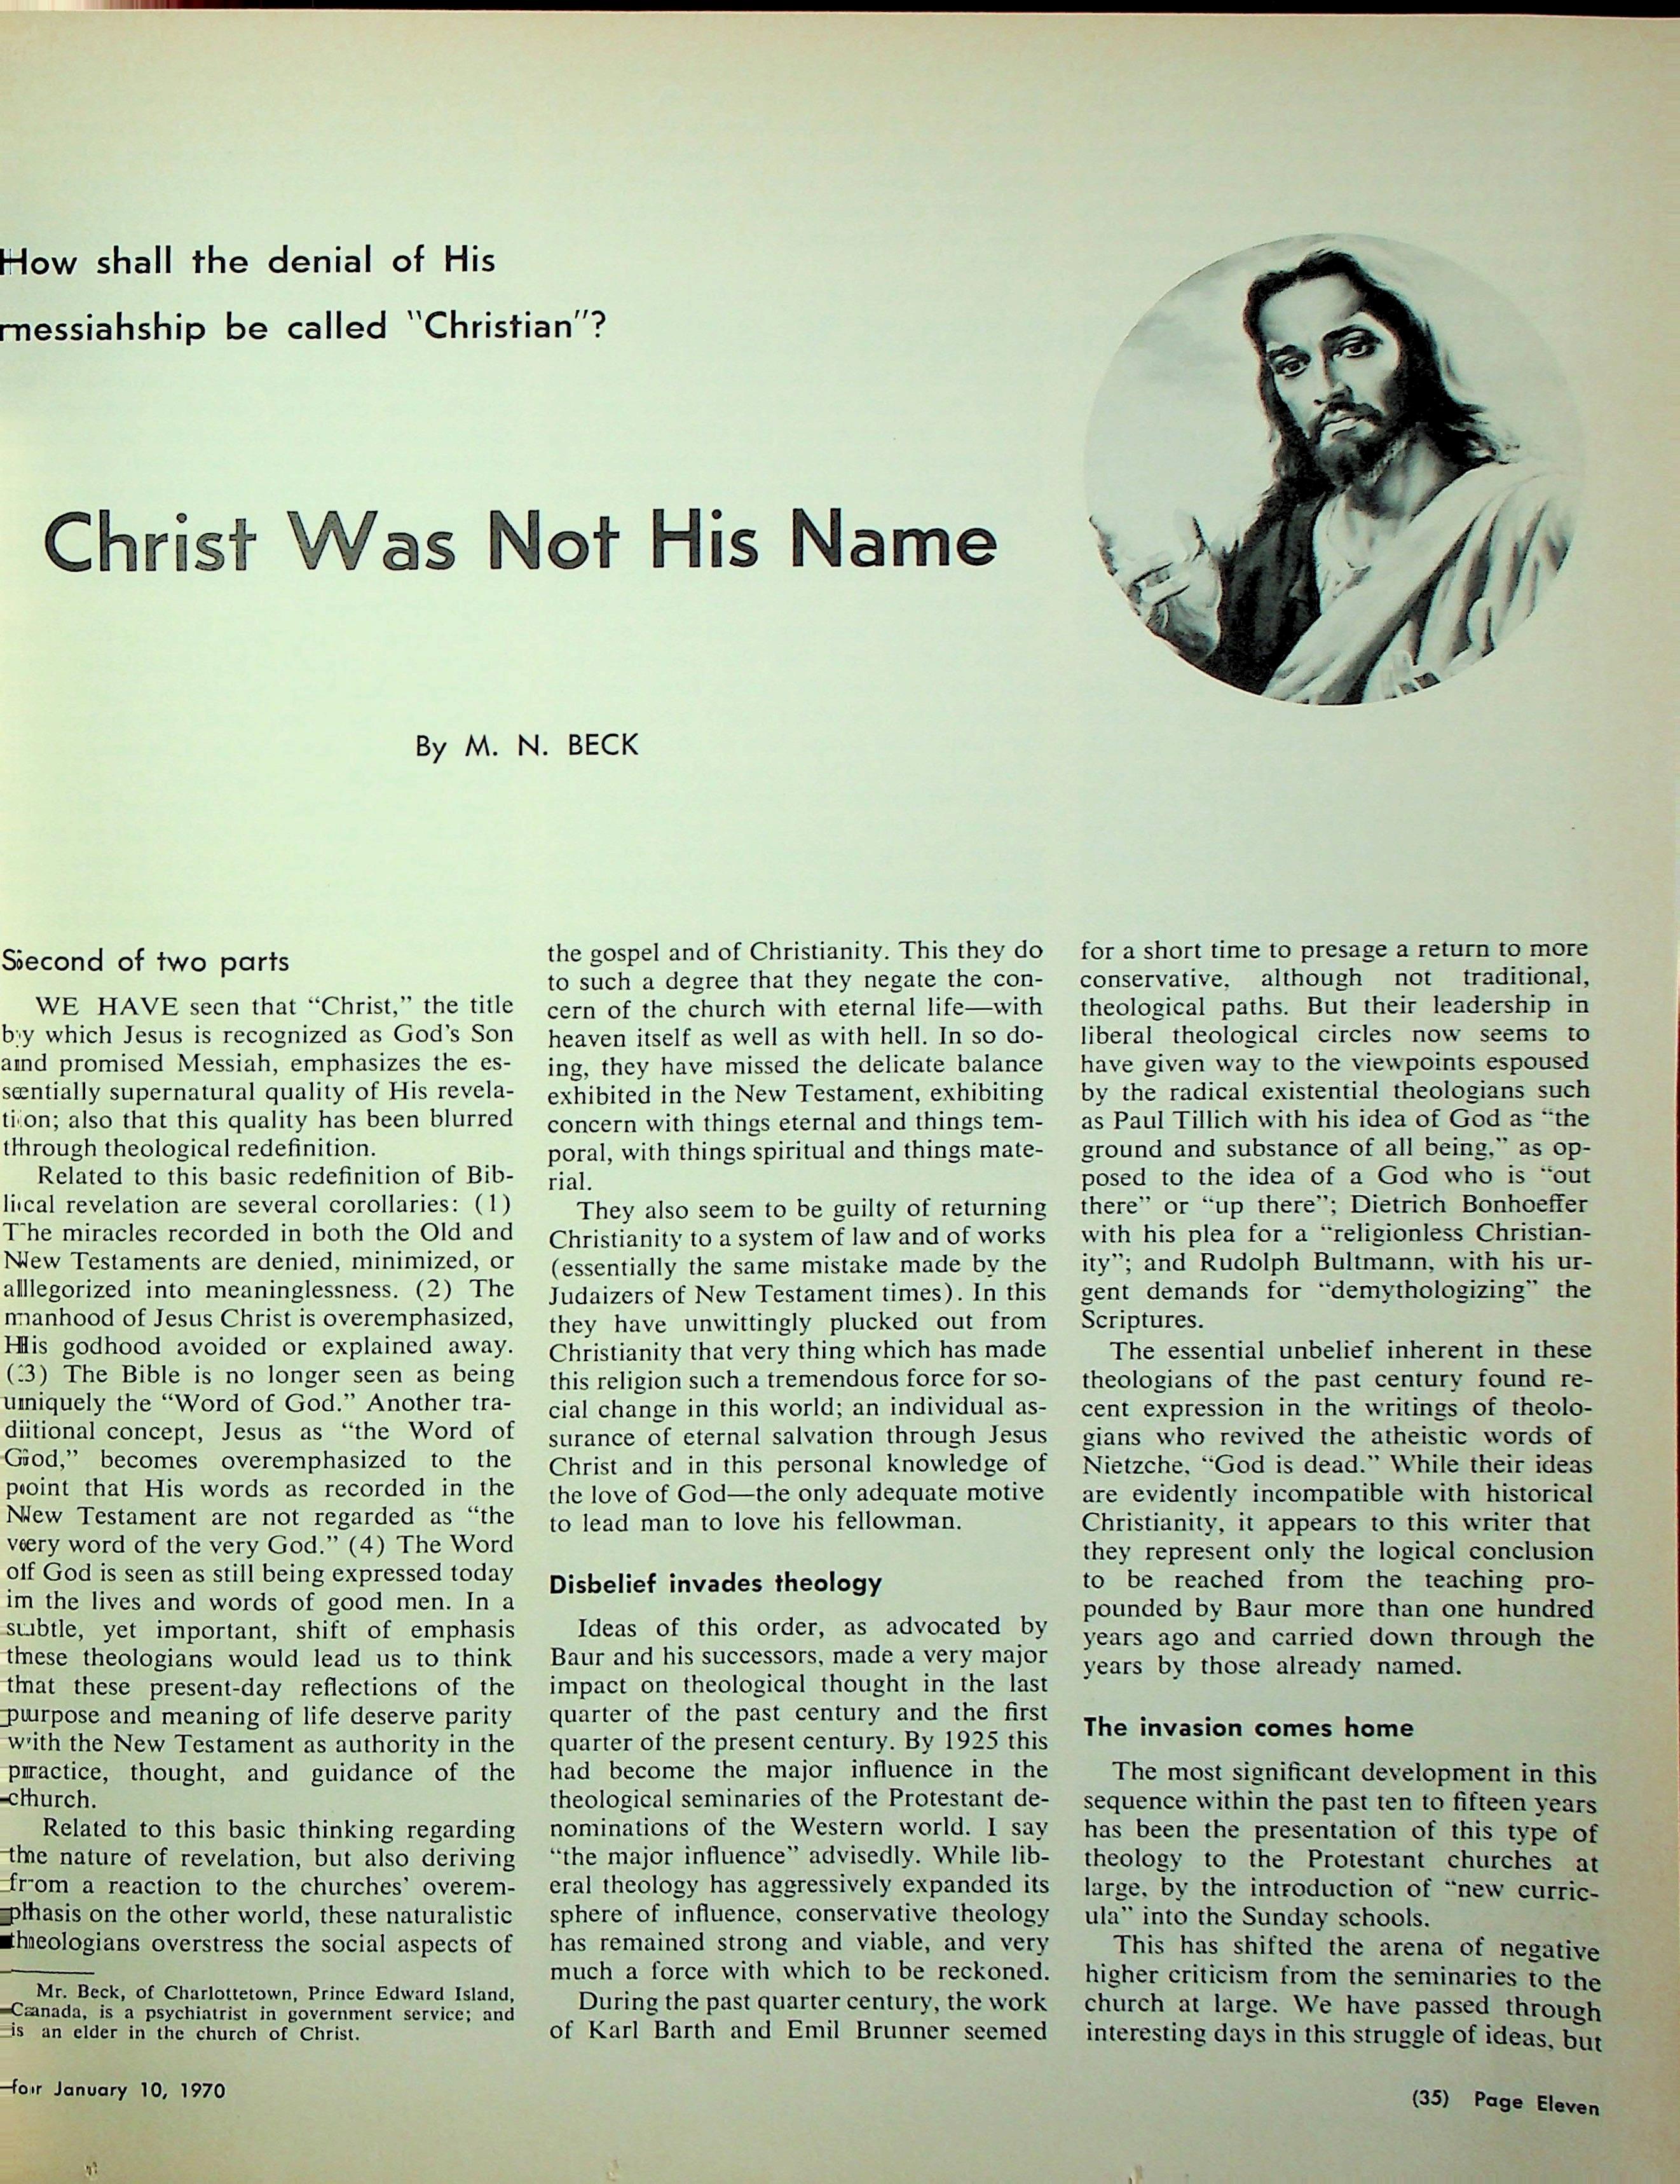 How shall the denial of His
messiahship be called "Christian"?
Christ Was Not His Name
By M. N. BECK
Second of two parts
WE HAVE seen that "Christ," the title
by which Jesus is recognized as God's Son
and promised Messiah, emphasizes the es-
sentially supernatural quality of His revela-
tion; also that this quality has been blurred
through theological redefinition.
Related to this basic redefinition of Bib-
lical revelation are several corollaries: (1)
The miracles recorded in both the Old and
New Testaments are denied, minimized, or
allegorized into meaninglessness. (2) The
manhood of Jesus Christ is overemphasized,
His godhood avoided or explained away.
(3) The Bible is no longer seen as being
uniquely the "Word of God." Another tra-
ditional concept, Jesus as "the Word of
God," becomes overemphasized to the
point that His words as recorded in the
New Testament are not regarded as "the
very word of the very God." (4) The Word
of God is seen as still being expressed today
in the lives and words of good men. In a
subtle, yet important, shift of emphasis
these theologians would lead us to think
that these present-day reflections of the
purpose and meaning of life deserve parity
with the New Testament as authority in the
practice, thought, and guidance of the
church.
Related to this basic thinking regarding
the nature of revelation, but also deriving
from a reaction to the churches' overem-
phasis on the other world, these naturalistic
theologians overstress the social aspects of
Mr. Beck, of Charlottetown, Prince Edward Island,
Canada, is a psychiatrist in government service; and
is an elder in the church of Christ.
the gospel and of Christianity. This they do
to such a degree that they negate the con-
cern of the church with eternal life—with
heaven itself as well as with hell. In so do-
ing, they have missed the delicate balance
exhibited in the New Testament, exhibiting
concern with things eternal and things tem-
poral, with things spiritual and things mate-
rial.
They also seem to be guilty of returning
Christianity to a system of law and of works
(essentially the same mistake made by the
Judaizers of New Testament times). In this
they have unwittingly plucked out from
Christianity that very thing which has made
this religion such a tremendous force for so-
cial change in this world; an individual as-
surance of eternal salvation through Jesus
Christ and in this personal knowledge of
the love of God—the only adequate motive
to lead man to love his fellowman.
Disbelief invades theology
Ideas of this order, as advocated by
Baur and his successors, made a very major
impact on theological thought in the last
quarter of the past century and the first
quarter of the present century. By 1925 this
had become the major influence in the
theological seminaries of the Protestant de-
nominations of the Western world. I say
"the major influence" advisedly. While lib-
eral theology has aggressively expanded its
sphere of influence, conservative theology
has remained strong and viable, and very
much a force with which to be reckoned.
During the past quarter century, the work
of Karl Barth and Emil Brunner seemed
for a short time to presage a return to more
conservative, although not traditional,
theological paths. But their leadership in
liberal theological circles now seems to
have given way to the viewpoints espoused
by the radical existential theologians such
as Paul Tillich with his idea of God as "the
ground and substance of all being," as op-
posed to the idea of a God who is "out
there" or "up there"; Dietrich Bonhoeffer
with his plea for a "religionless Christian-
ity"; and Rudolph Bultmann, with his ur-
gent demands for "demythologizing" the
Scriptures.
The essential unbelief inherent in these
theologians of the past century found re-
cent expression in the writings of theolo-
gians who revived the atheistic words of
Nietzche, "God is dead." While their ideas
are evidently incompatible with historical
Christianity, it appears to this writer that
they represent only the logical conclusion
to be reached from the teaching pro-
pounded by Baur more than one hundred
years ago and carried down through the
years by those already named.
The invasion comes home
The most significant development in this
sequence within the past ten to fifteen years
has been the presentation of this type of
theology to the Protestant churches at
large, by the introduction of "new curric-
ula" into the Sunday schools.
This has shifted the arena of negative
higher criticism from the seminaries to the
church at large. We have passed through
interesting days in this struggle of ideas, but
for January 10, 1970
(35) Page Eleven